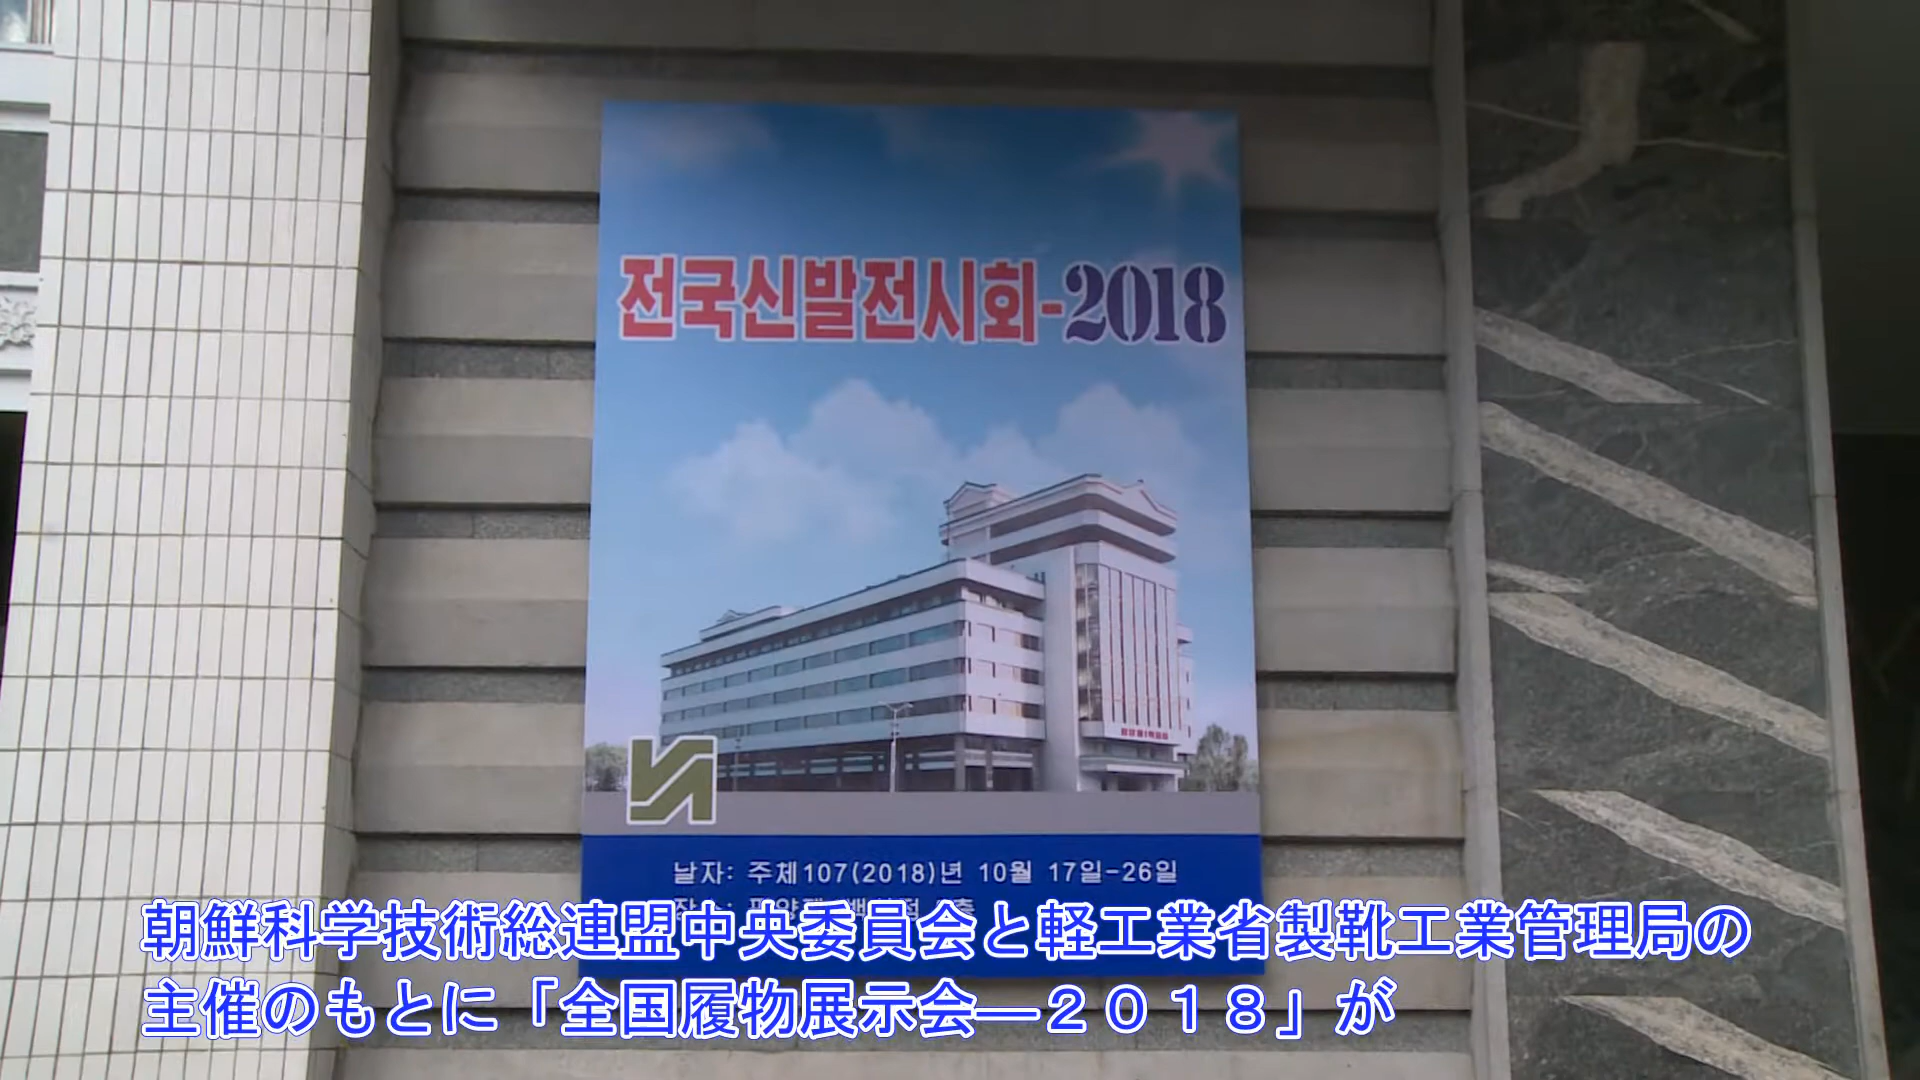 전국신발전시회-2018
날자: 주체107(2018)년 10월 17일-26일
朝鮮科学技術総連盟中央委員会と軽工業省製靴工業管理局の
主催のもとに「全国履物展示会―２０１８」が